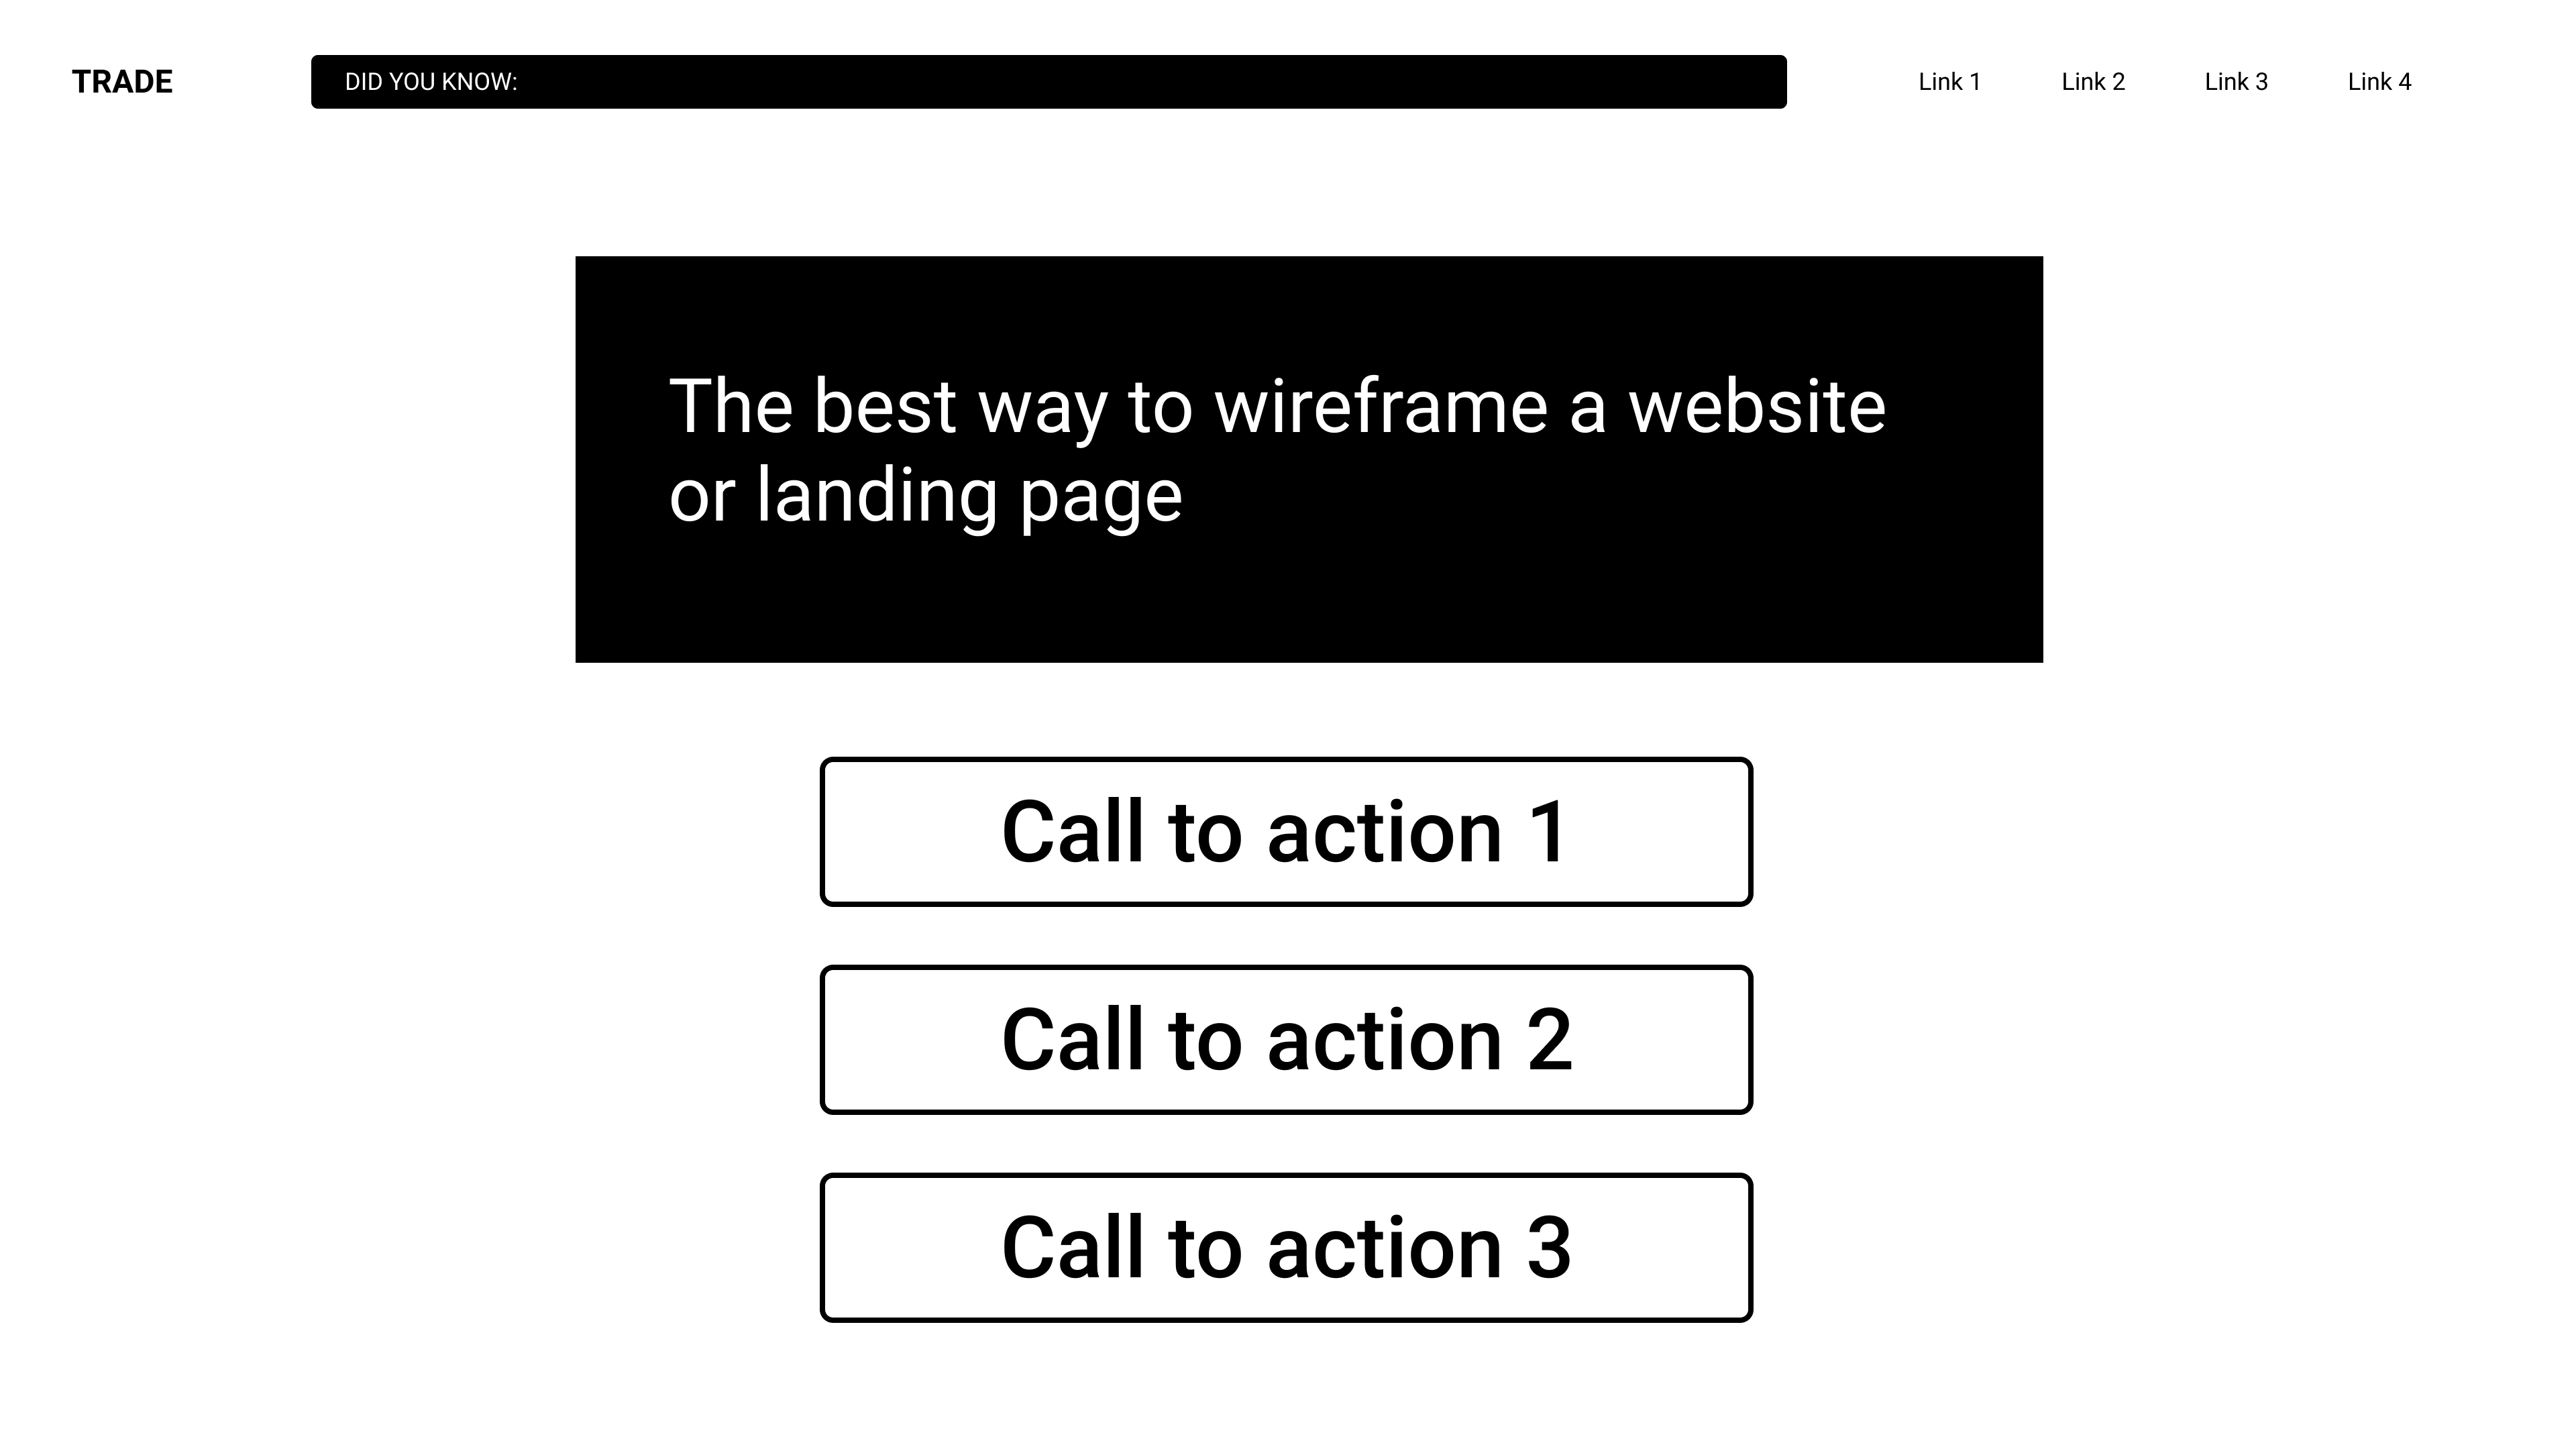 TRADE
DID YOU KNOW:
Link 1
Link 2
Link 3
Link 4
The best way to wireframe a website
or landing page
Call to action 1
Call to action 2
Call to action 3